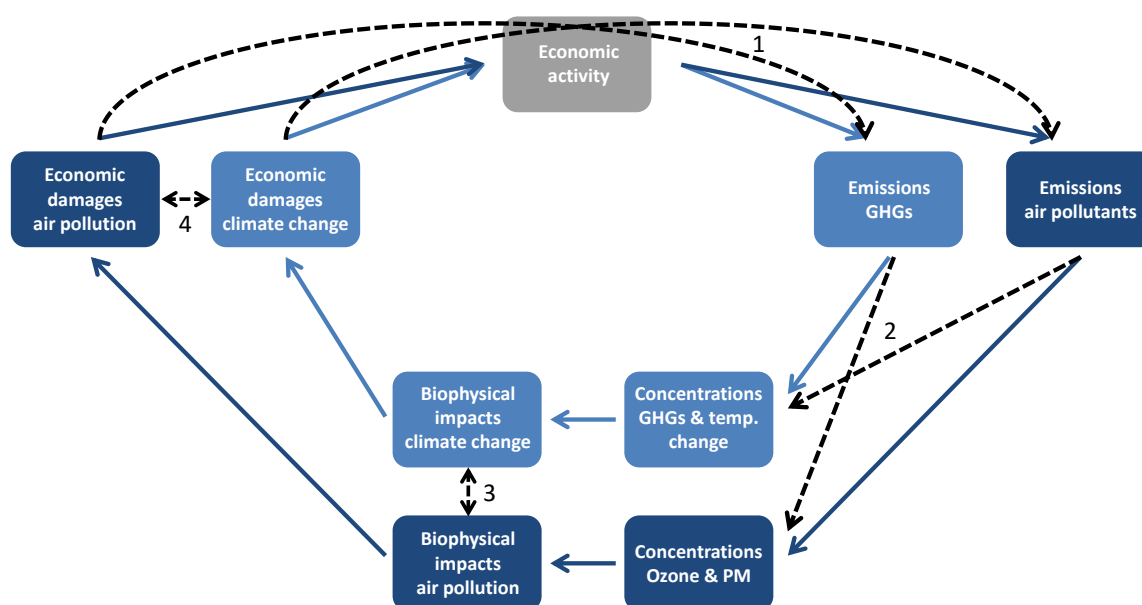 1
Economic
activity
Economic
damages
air pollution
4
Economic
damages
climate change
Emissions
GHGs
Emissions
air pollutants
2
Biophysical
impacts
climate change
Concentrations
GHGs & temp.
change
3
Biophysical
impacts
air pollution
Concentrations
Ozone & PM